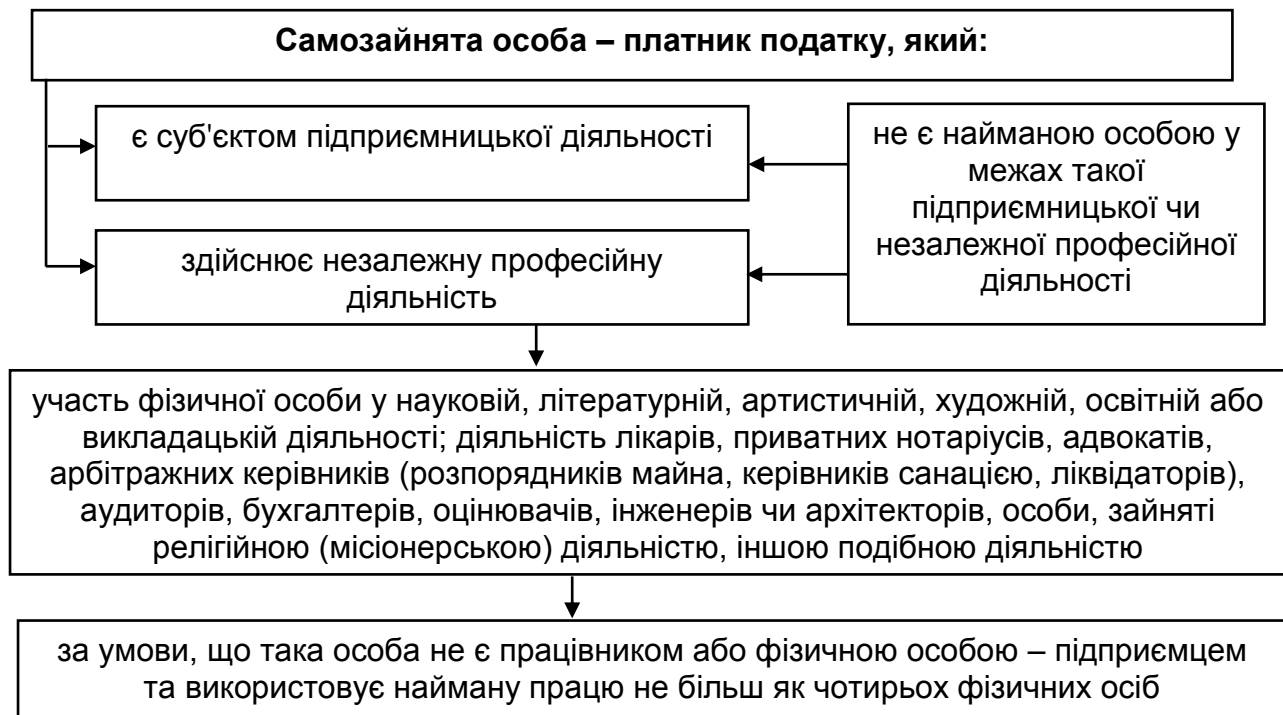 Самозайнята особа – платник податку, який:
є суб'єктом підприємницької діяльності
не є найманою особою у
межах такої
підприємницької чи
незалежної професійної
діяльності
здійснює незалежну професійну
діяльність
участь фізичної особи у науковій, літературній, артистичній, художній, освітній або
викладацькій діяльності; діяльність лікарів, приватних нотаріусів, адвокатів,
арбітражних керівників (розпорядників майна, керівників санацією, ліквідаторів),
аудиторів, бухгалтерів, оцінювачів, інженерів чи архітекторів, особи, зайняті
релігійною (місіонерською) діяльністю, іншою подібною діяльністю
за умови, що така особа не є працівником або фізичною особою – підприємцем
та використовує найману працю не більш як чотирьох фізичних осіб